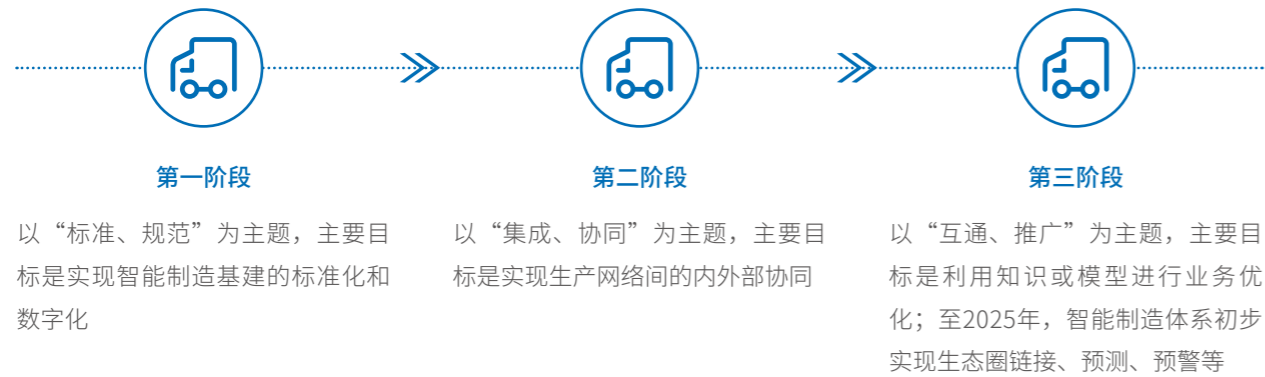 第一阶段
以“标准、规范”为主题，主要目
标是实现智能制造基建的标准化和
数字化
第二阶段
以“集成、协同”为主题，主要目
标是实现生产网络间的内外部协同
第三阶段
以“互通、推广”为主题，主要目
标是利用知识或模型进行业务优
化；至2025年，智能制造体系初步
实现生态圈链接、预测、预警等